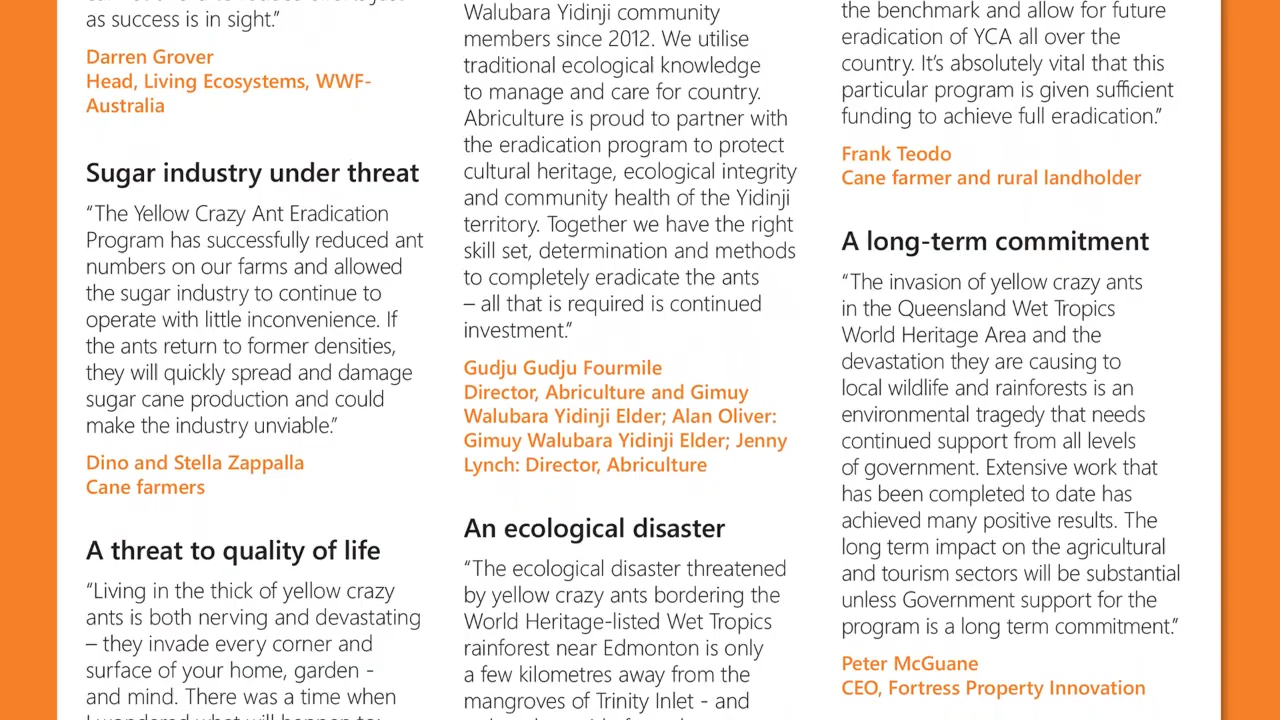 as success is in sight.”
Darren Grover
Head, Living Ecosystems, WWF-
Australia
Sugar industry under threat
“The Yellow Crazy Ant Eradication
Program has successfully reduced ant
numbers on our farms and allowed
the sugar industry to continue to
operate with little inconvenience. If
the ants return to former densities,
they will quickly spread and damage
sugar cane production and could
make the industry unviable.”
Dino and Stella Zappalla
Cane farmers
A threat to quality of life
“Living in the thick of yellow crazy
ants is both nerving and devastating
– they invade every corner and
surface of your home, garden -
and mind. There was a time when
Walubara Yidinji community
members since 2012. We utilise
traditional ecological knowledge
to manage and care for country.
Abriculture is proud to partner with
the eradication program to protect
cultural heritage, ecological integrity
and community health of the Yidinji
territory. Together we have the right
skill set, determination and methods
to completely eradicate the ants
– all that is required is continued
investment.”
Gudju Gudju Fourmile
Director, Abriculture and Gimuy
Walubara Yidinji Elder; Alan Oliver:
Gimuy Walubara Yidinji Elder; Jenny
Lynch: Director, Abriculture
An ecological disaster
“The ecological disaster threatened
by yellow crazy ants bordering the
World Heritage-listed Wet Tropics
rainforest near Edmonton is only
a few kilometres away from the
mangroves of Trinity Inlet - and
the benchmark and allow for future
eradication of YCA all over the
country. It’s absolutely vital that this
particular program is given sufficient
funding to achieve full eradication.”
Frank Teodo
Cane farmer and rural landholder
A long-term commitment
“The invasion of yellow crazy ants
in the Queensland Wet Tropics
World Heritage Area and the
devastation they are causing to
local wildlife and rainforests is an
environmental tragedy that needs
continued support from all levels
of government. Extensive work that
has been completed to date has
achieved many positive results. The
long term impact on the agricultural
and tourism sectors will be substantial
unless Government support for the
program is a long term commitment.”
Peter McGuane
CEO, Fortress Property Innovation